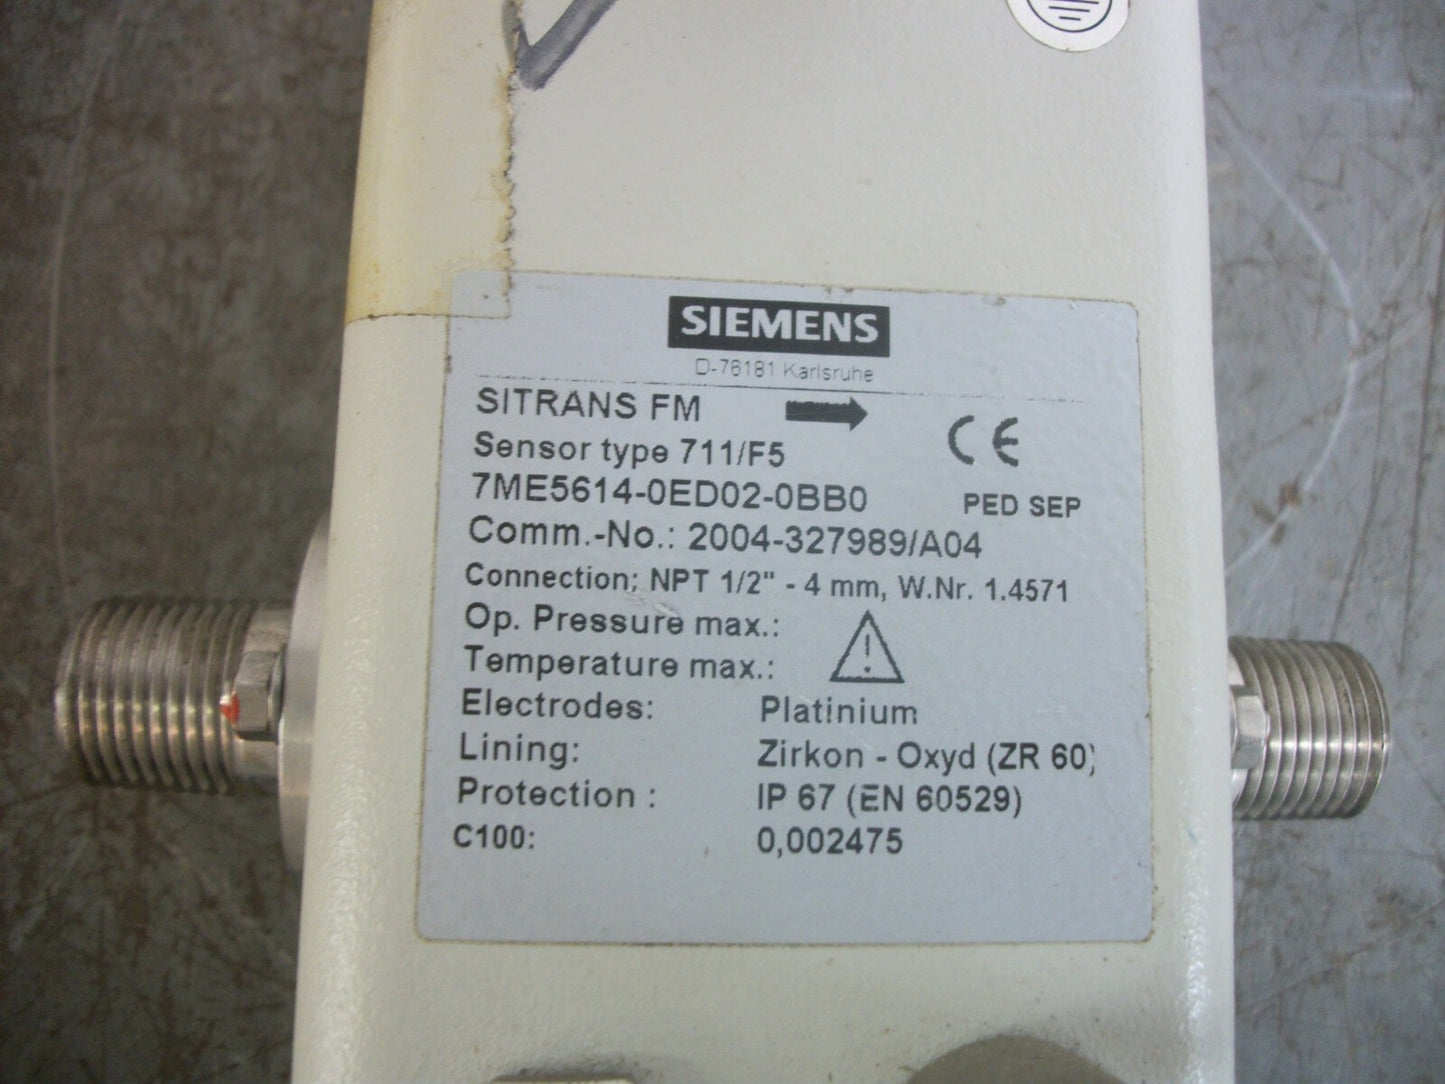 SIEMENS
D-76181 Karlsruhe
SITRANS FM
Sensor type 711/F5
7ME5614-0ED02-0BB0 PED SEP
Comm.-No.: 2004-327989/A04
Connection: NPT 1/2" - 4 mm, W.Nr. 1.4571
Op. Pressure max.:
Temperature max.:
Electrodes: Platinium
Lining: Zirkon - Oxyd (ZR 60)
Protection : IP 67 (EN 60529)
C100: 0,002475